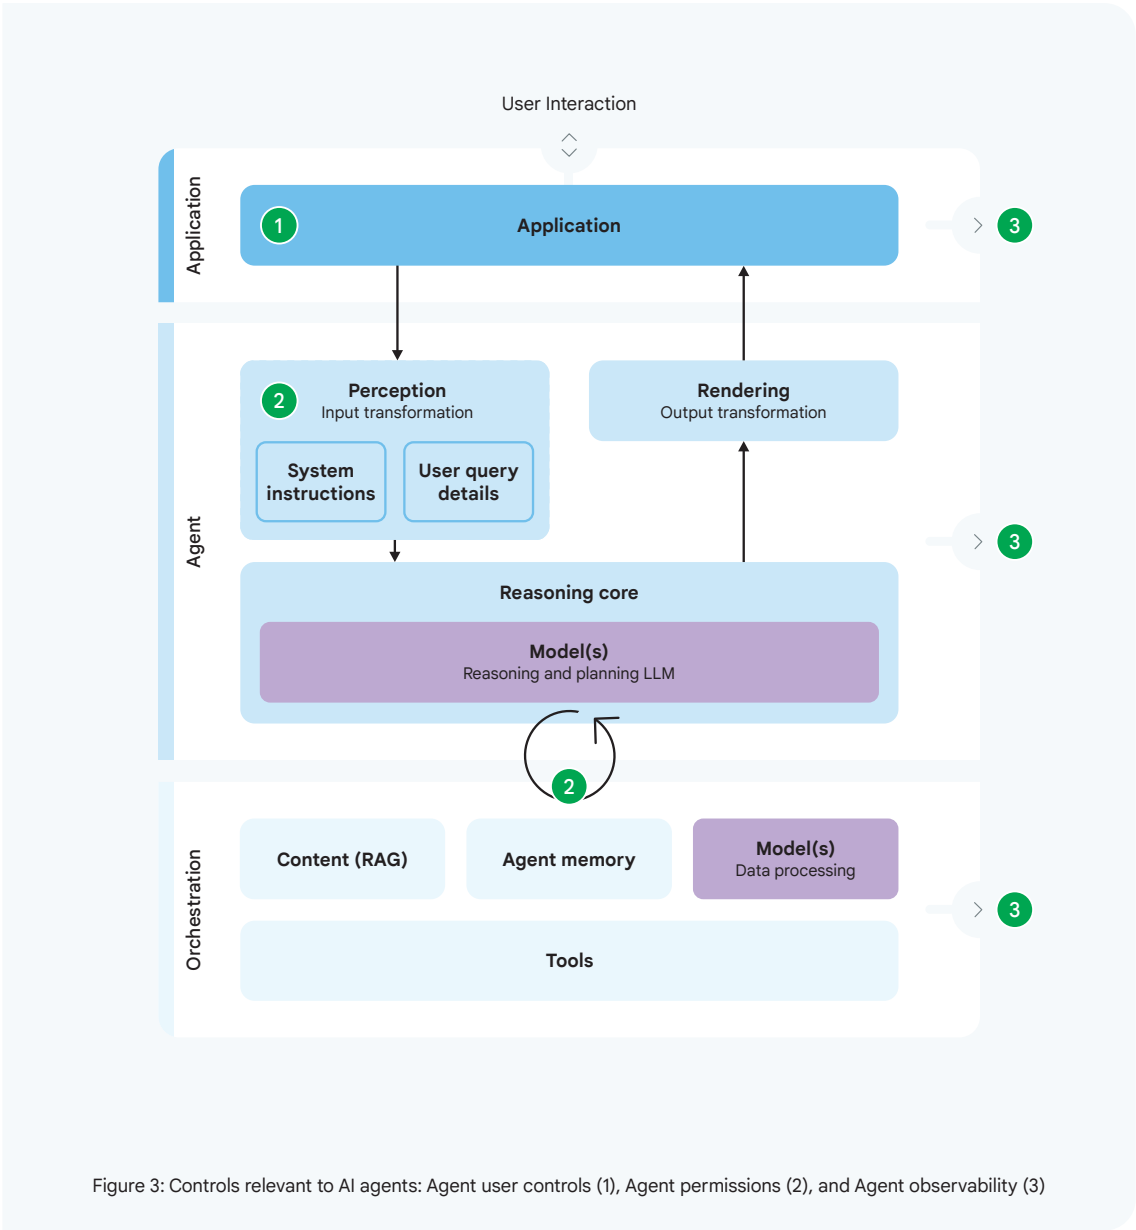 User Interaction
Application
1
Application
3
2
Perception
Input transformation
System
instructions
User query
details
Rendering
Output transformation
Agent
3
Reasoning core
Model(s)
Reasoning and planning LLM
2
Orchestration
Content (RAG)
Agent memory
Model(s)
Data processing
3
Tools
Figure 3: Controls relevant to AI agents: Agent user controls (1), Agent permissions (2), and Agent observability (3)